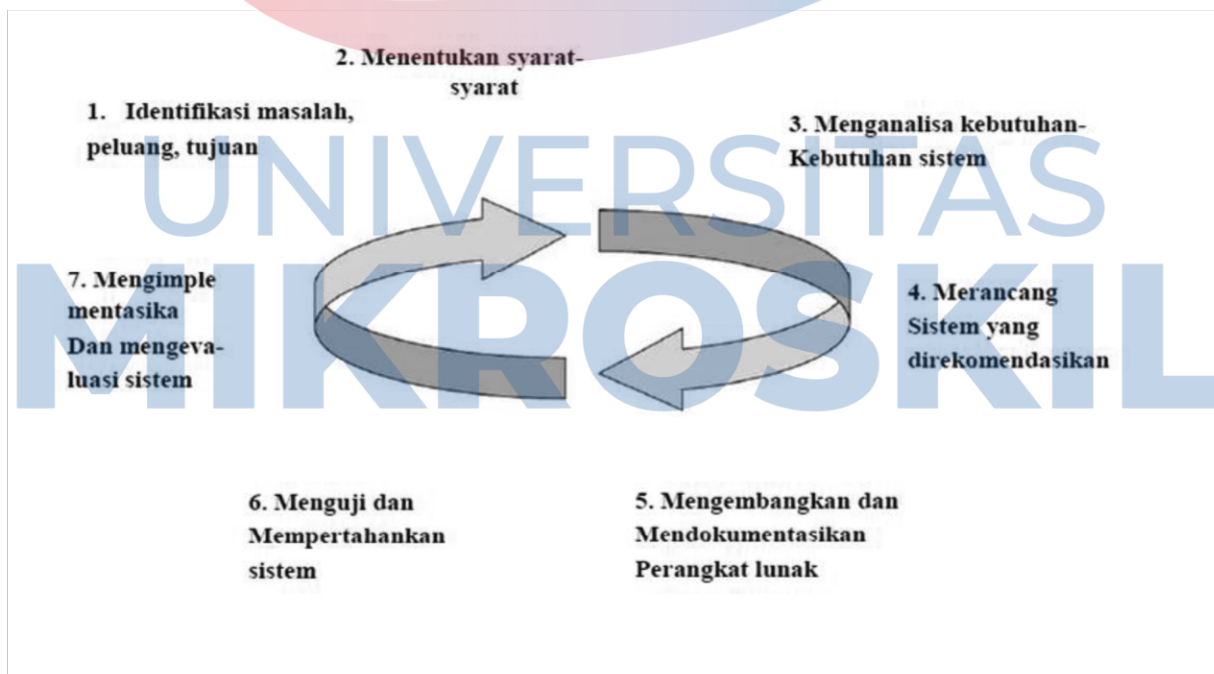 2. Menentukan syarat-
syarat
1. Identifikasi masalah,
peluang, tujuan
3. Menganalisa kebutuhan-
Kebutuhan sistem
UNIVERSITAS
MIKROSKIL
7. Mengimple
mentasika
Dan mengeva-
luasi sistem
4. Merancang
Sistem yang
direkomendasikan
6. Menguji dan
Mempertahankan
sistem
5. Mengembangkan dan
Mendokumentasikan
Perangkat lunak